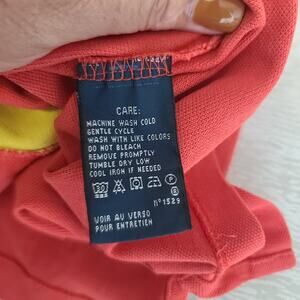 CARE:
MACHINE WASH COLD
GENTLE CYCLE
WASH WITH LIKE COLORS
DO NOT BLEACH
REMOVE PROMPTLY
TUMBLE DRY LOW
COOL IRON IF NEEDED
n°1529
VOIR AU VERSO
POUR ENTRETIEN